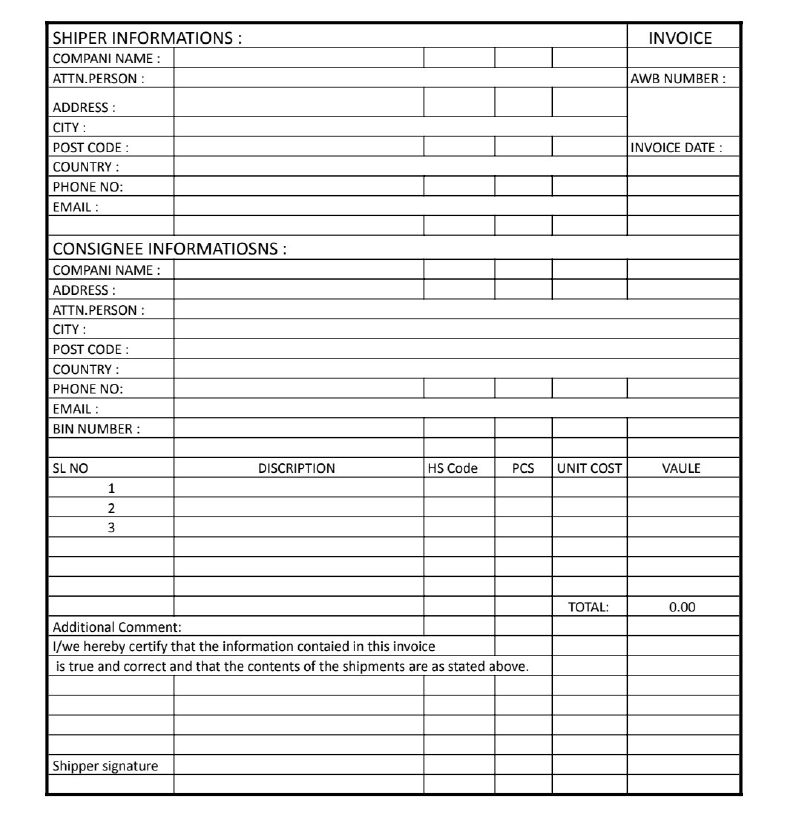 SHIPER INFORMATIONS : INVOICE
COMPANI NAME :
ATTN.PERSON : AWB NUMBER :
ADDRESS :
CITY :
POST CODE : INVOICE DATE :
COUNTRY :
PHONE NO:
EMAIL :
CONSIGNEE INFORMATIOSNS :
COMPANI NAME :
ADDRESS :
ATTN.PERSON :
CITY :
POST CODE :
COUNTRY :
PHONE NO:
EMAIL :
BIN NUMBER :
SL NO DISCRIPTION HS Code PCS UNIT COST VAULE
1
2
3
TOTAL: 0.00
Additional Comment:
I/we hereby certify that the information contaied in this invoice
is true and correct and that the contents of the shipments are as stated above.
Shipper signature